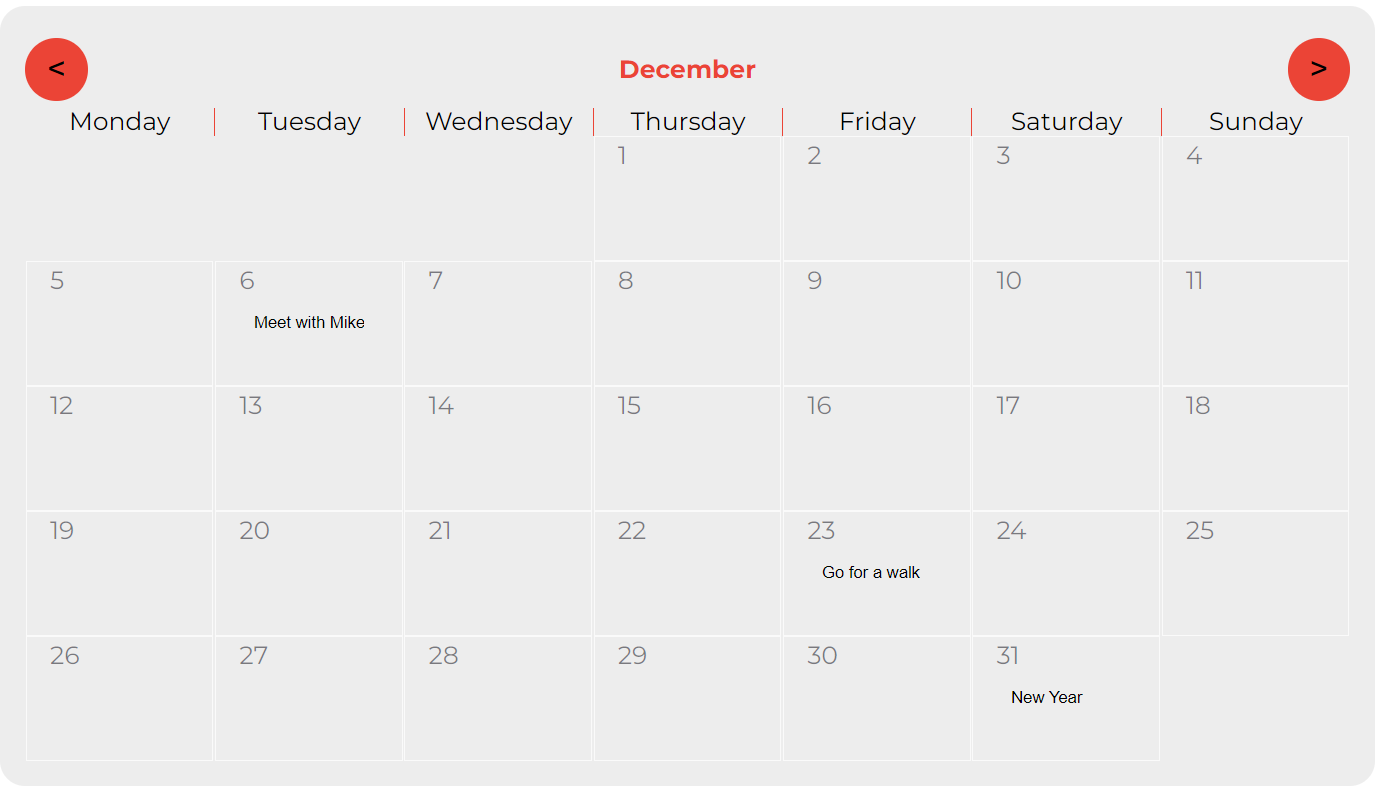 < December >
Monday Tuesday Wednesday Thursday Friday Saturday Sunday
1 2 3 4
5 6 7 8 9 10 11
Meet with Mike
12 13 14 15 16 17 18
19 20 21 22 23 24 25
Go for a walk
26 27 28 29 30 31
New Year